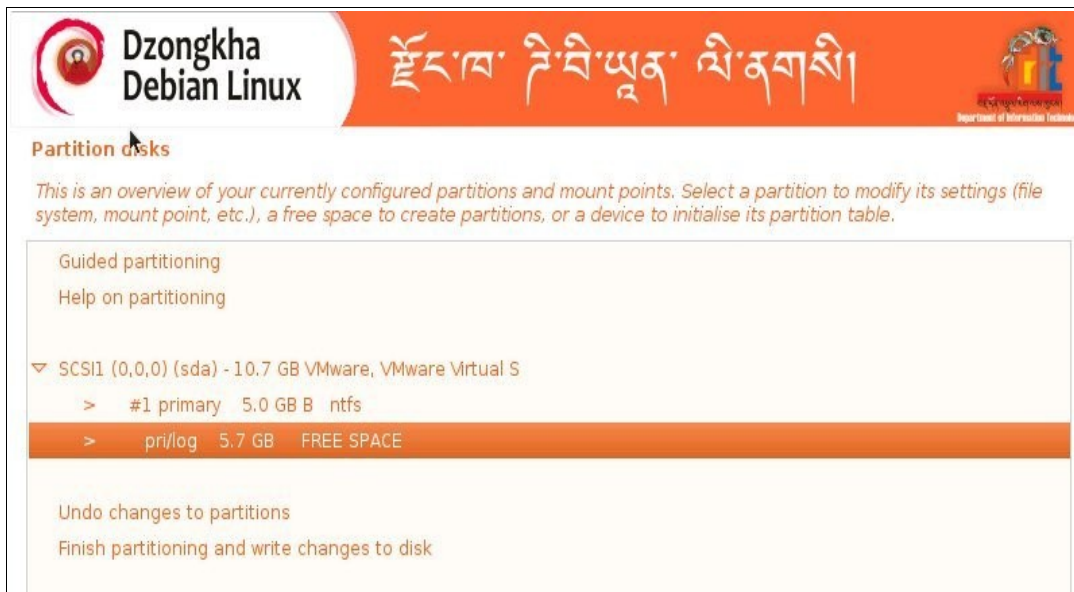 Dzongkha
Debian Linux
རྫོང་ཁ་ ཌེ་བི་ཡཱན་ ལི་ནགསི།
Department of Information Technolo
Partition disks
This is an overview of your currently configured partitions and mount points. Select a partition to modify its settings (file
system, mount point, etc.), a free space to create partitions, or a device to initialise its partition table.
Guided partitioning
Help on partitioning
▽ SCSI1 (0,0,0) (sda) - 10.7 GB VMware, VMware Virtual S
> #1 primary 5.0 GB B ntfs
> pri/log 5.7 GB FREE SPACE
Undo changes to partitions
Finish partitioning and write changes to disk